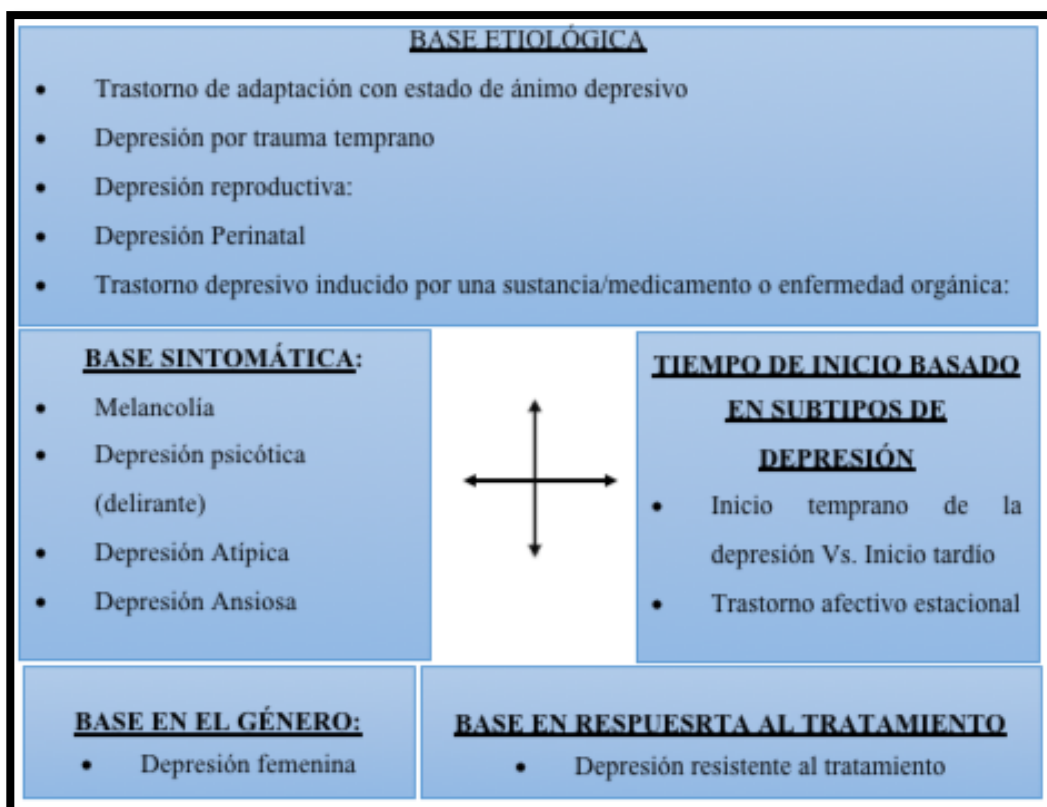 BASE ETIOLÓGICA
• Trastorno de adaptación con estado de ánimo depresivo
• Depresión por trauma temprano
• Depresión reproductiva:
• Depresión Perinatal
• Trastorno depresivo inducido por una sustancia/medicamento o enfermedad orgánica:
BASE SINTOMÁTICA:
• Melancolía
• Depresión psicótica
(delirante)
• Depresión Atípica
• Depresión Ansiosa
TIEMPO DE INICIO BASADO
EN SUBTIPOS DE
DEPRESIÓN
• Inicio temprano de la
depresión Vs. Inicio tardío
• Trastorno afectivo estacional
BASE EN EL GÉNERO:
• Depresión femenina
BASE EN RESPUESRTA AL TRATAMIENTO
• Depresión resistente al tratamiento